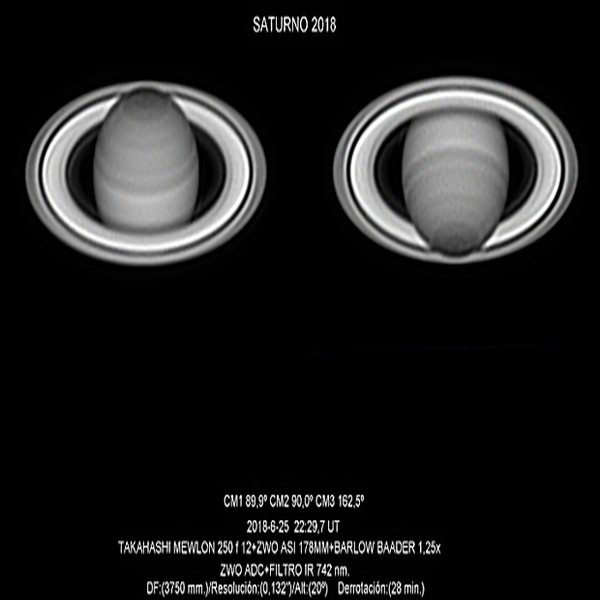 SATURNO 2018
CM1 89,9º CM2 90,0º CM3 162,5º
2018-6-25 22:29,7 UT
TAKAHASHI MEWLON 250 f 12+ZWO ASI 178MM+BARLOW BAADER 1,25x
ZWO ADC+FILTRO IR 742 nm.
DF:(3750 mm.)/Resolución:(0,132")/Alt:(20º) Derrotación:(28 min.)